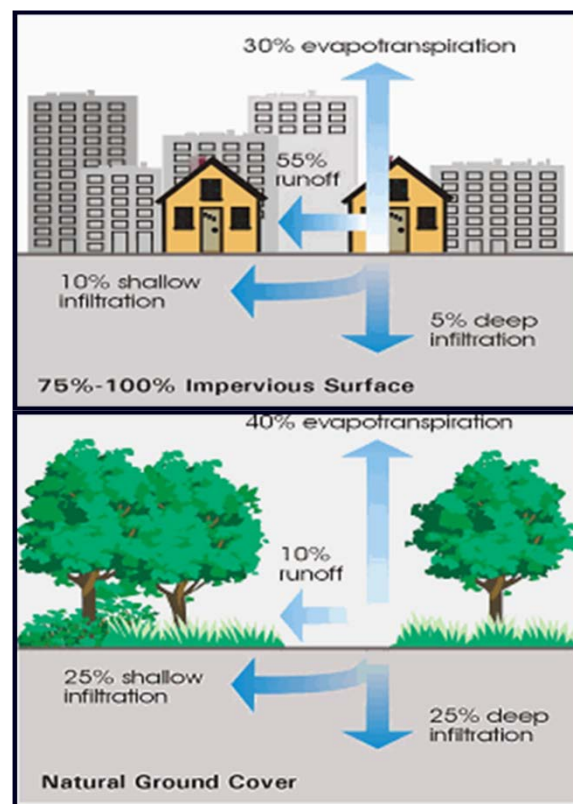 30% evapotranspiration
55%
runoff
10% shallow
infiltration
5% deep
infiltration
75%-100% Impervious Surface
40% evapotranspiration
10%
runoff
25% shallow
infiltration
25% deep
infiltration
Natural Ground Cover